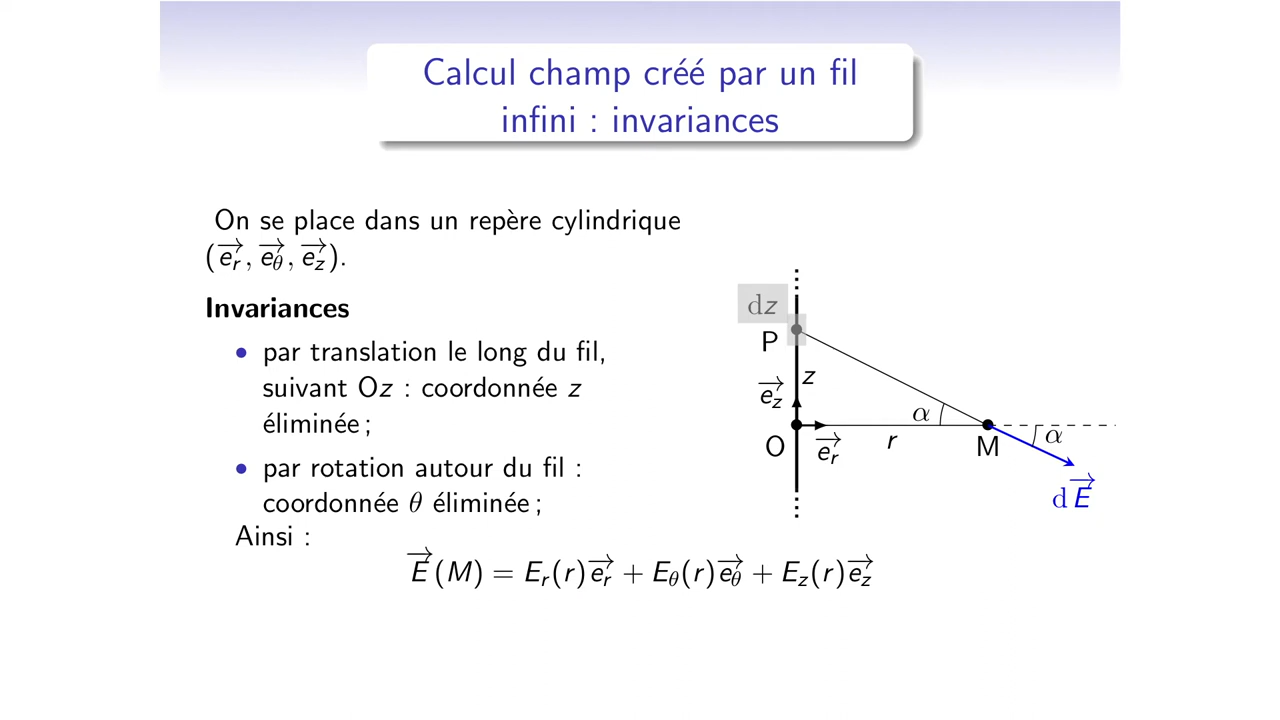 Calcul champ créé par un fil
infini : invariances
On se place dans un repère cylindrique
(e⃗r, e⃗θ, e⃗z).
Invariances
• par translation le long du fil,
suivant Oz : coordonnée z
éliminée ;
• par rotation autour du fil :
coordonnée θ éliminée ;
Ainsi :
E⃗(M) = Er(r)e⃗r + Eθ(r)e⃗θ + Ez(r)e⃗z
dz
P
z
e⃗z
α
α
O
e⃗r
r
M
dE⃗